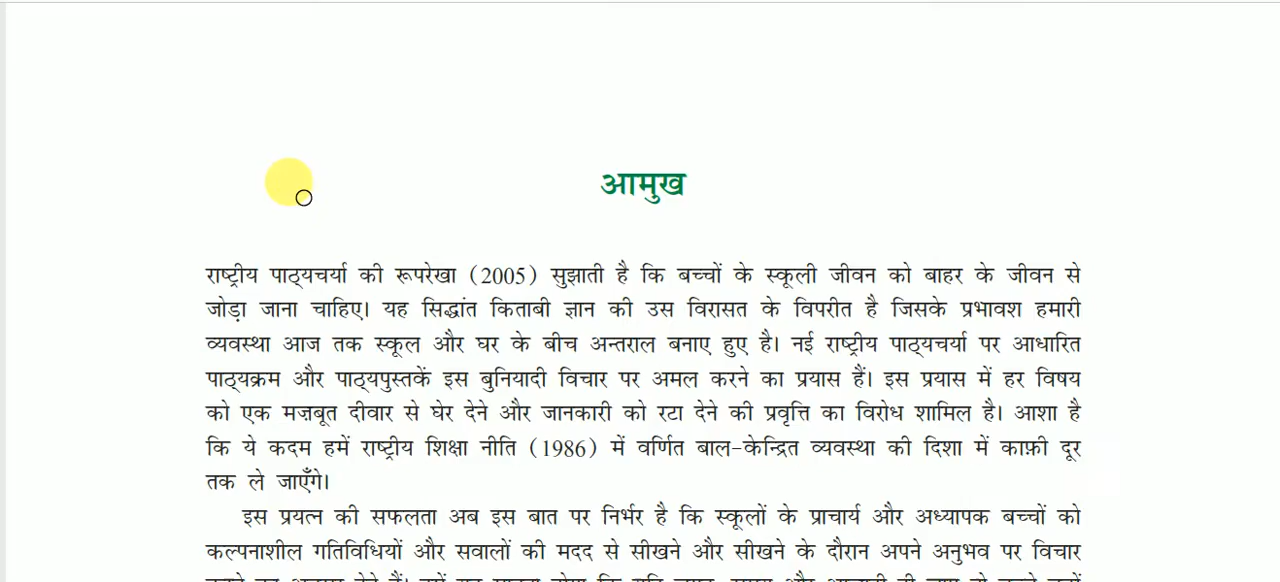 आमुख
राष्ट्रीय पाठ्यचर्या की रूपरेखा (2005) सुझाती है कि बच्चों के स्कूली जीवन को बाहर के जीवन से
जोड़ा जाना चाहिए। यह सिद्धांत किताबी ज्ञान की उस विरासत के विपरीत है जिसके प्रभावश हमारी
व्यवस्था आज तक स्कूल और घर के बीच अन्तराल बनाए हुए है। नई राष्ट्रीय पाठ्यचर्या पर आधारित
पाठ्यक्रम और पाठ्यपुस्तकें इस बुनियादी विचार पर अमल करने का प्रयास हैं। इस प्रयास में हर विषय
को एक मज़बूत दीवार से घेर देने और जानकारी को रटा देने की प्रवृत्ति का विरोध शामिल है। आशा है
कि ये कदम हमें राष्ट्रीय शिक्षा नीति (1986) में वर्णित बाल-केन्द्रित व्यवस्था की दिशा में काफ़ी दूर
तक ले जाएँगे।
इस प्रयत्न की सफलता अब इस बात पर निर्भर है कि स्कूलों के प्राचार्य और अध्यापक बच्चों को
कल्पनाशील गतिविधियों और सवालों की मदद से सीखने और सीखने के दौरान अपने अनुभव पर विचार